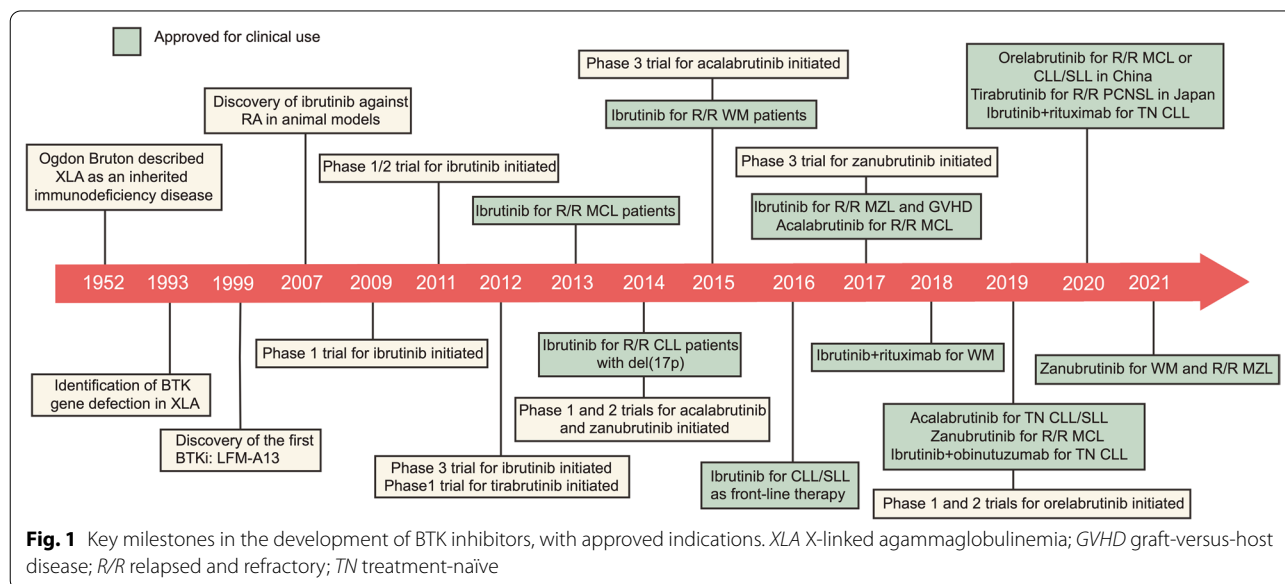 Approved for clinical use
Ogdon Bruton described
XLA as an inherited
immunodeficiency disease
Discovery of ibrutinib against
RA in animal models
Phase 1/2 trial for ibrutinib initiated
Ibrutinib for R/R MCL patients
Phase 3 trial for acalabrutinib initiated
Ibrutinib for R/R WM patients
Phase 3 trial for zanubrutinib initiated
Ibrutinib for R/R MZL and GVHD
Acalabrutinib for R/R MCL
Orelabrutinib for R/R MCL or
CLL/SLL in China
Tirabrutinib for R/R PCNSL in Japan
Ibrutinib+rituximab for TN CLL
1952 1993 1999 2007 2009 2011 2012 2013 2014 2015 2016 2017 2018 2019 2020 2021
Identification of BTK
gene defection in XLA
Discovery of the first
BTKi: LFM-A13
Phase 1 trial for ibrutinib initiated
Phase 3 trial for ibrutinib initiated
Phase1 trial for tirabrutinib initiated
Ibrutinib for R/R CLL patients
with del(17p)
Phase 1 and 2 trials for acalabrutinib
and zanubrutinib initiated
Ibrutinib for CLL/SLL
as front-line therapy
Ibrutinib+rituximab for WM
Acalabrutinib for TN CLL/SLL
Zanubrutinib for R/R MCL
Ibrutinib+obinutuzumab for TN CLL
Phase 1 and 2 trials for orelabrutinib initiated
Zanubrutinib for WM and R/R MZL
Fig. 1 Key milestones in the development of BTK inhibitors, with approved indications. XLA X-linked agammaglobulinemia; GVHD graft-versus-host
disease; R/R relapsed and refractory; TN treatment-naïve